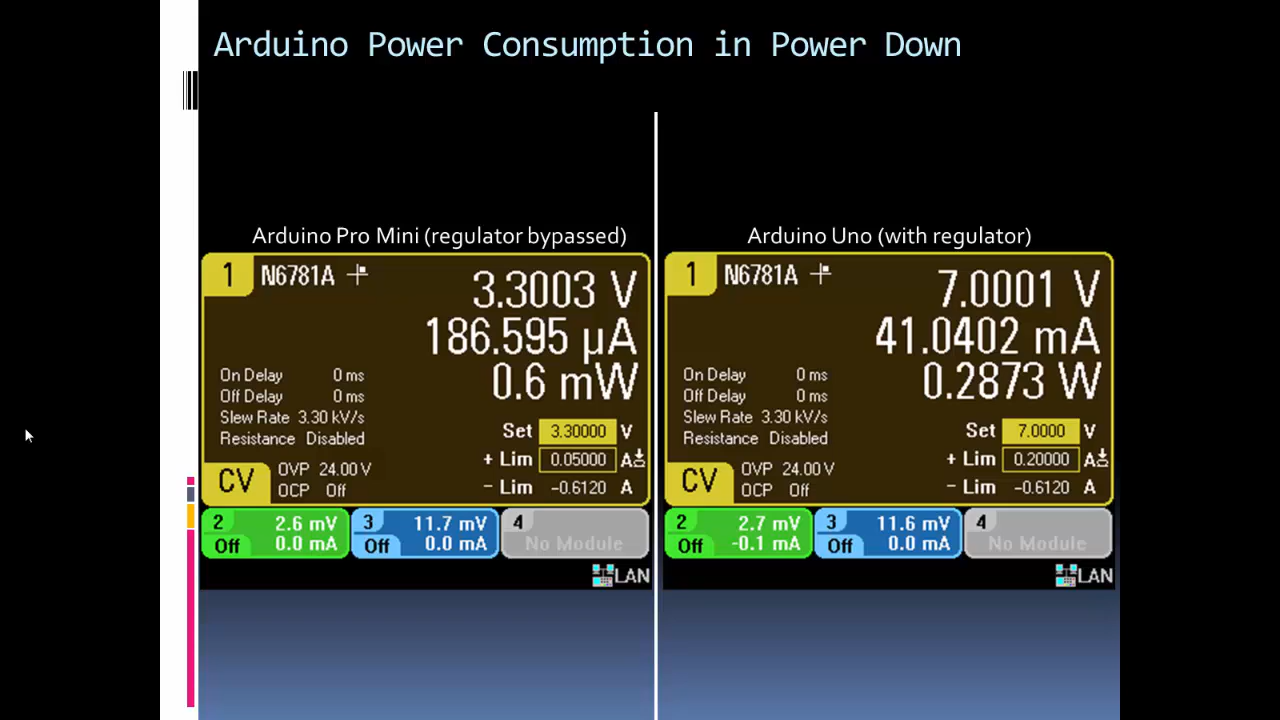 Arduino Power Consumption in Power Down
Arduino Pro Mini (regulator bypassed)
1 N6781A
3.3003 V
186.595 µA
0.6 mW
On Delay 0 ms
Off Delay 0 ms
Slew Rate 3.30 kV/s
Resistance Disabled
Set 3.30000 V
+ Lim 0.05000 A
- Lim -0.6120 A
CV
OVP 24.00 V
OCP Off
2 2.6 mV
Off 0.0 mA
3 11.7 mV
Off 0.0 mA
4
No Module
LAN
Arduino Uno (with regulator)
1 N6781A
7.0001 V
41.0402 mA
0.2873 W
On Delay 0 ms
Off Delay 0 ms
Slew Rate 3.30 kV/s
Resistance Disabled
Set 7.0000 V
+ Lim 0.20000 A
- Lim -0.6120 A
CV
OVP 24.00 V
OCP Off
2 2.7 mV
Off -0.1 mA
3 11.6 mV
Off 0.0 mA
4
No Module
LAN